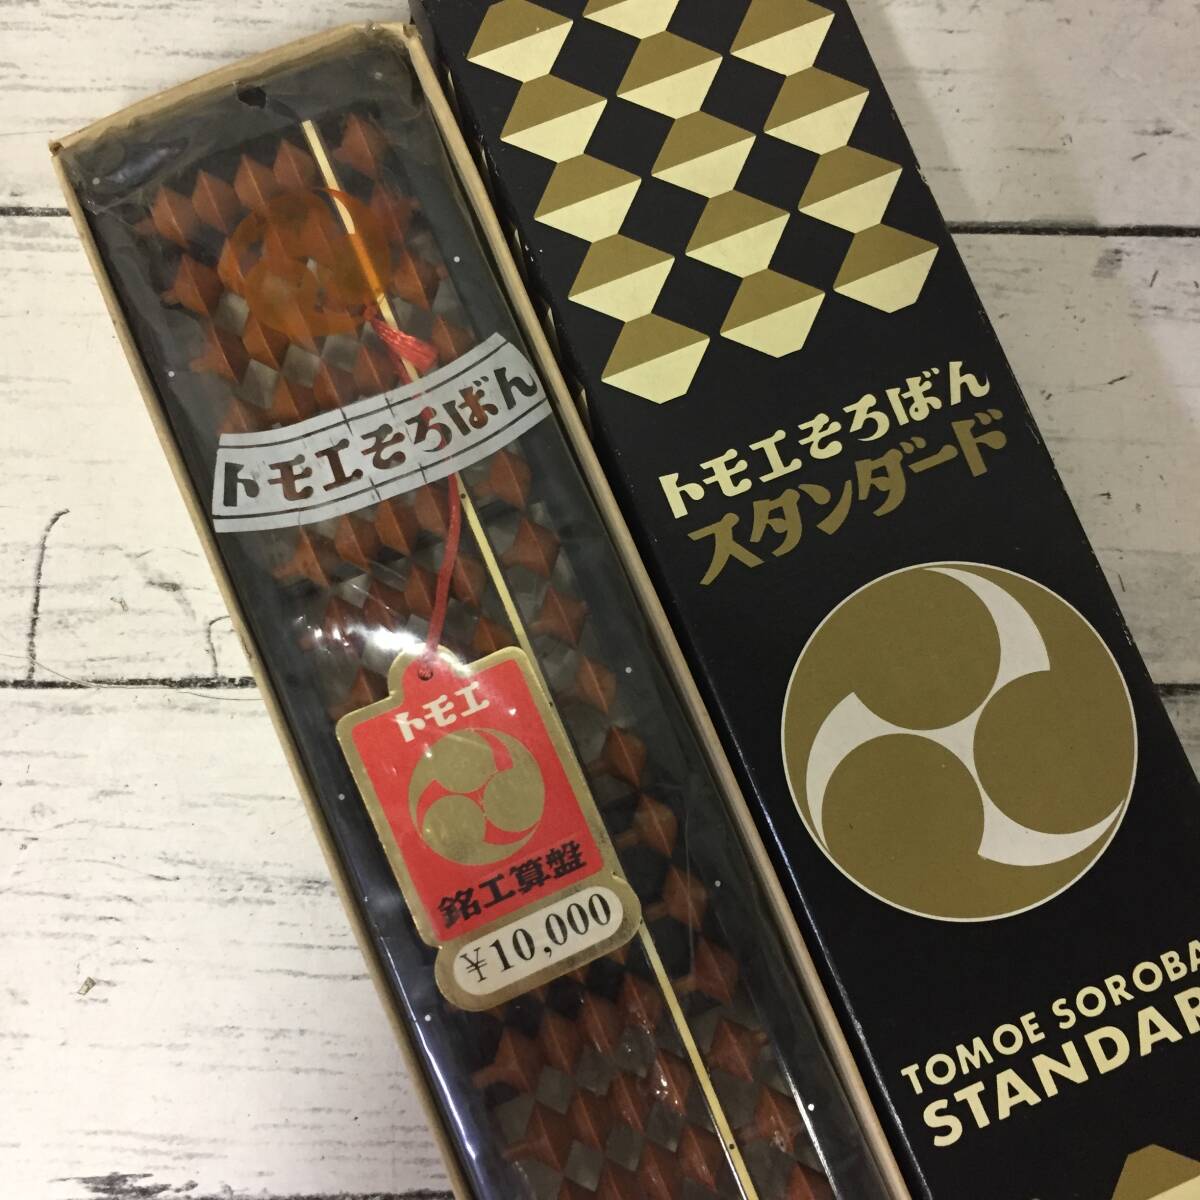 トモエそろばん
トモエ
銘工算盤
¥10,000
トモエそろばん
スタンダード
TOMOE SOROBA
STANDAR